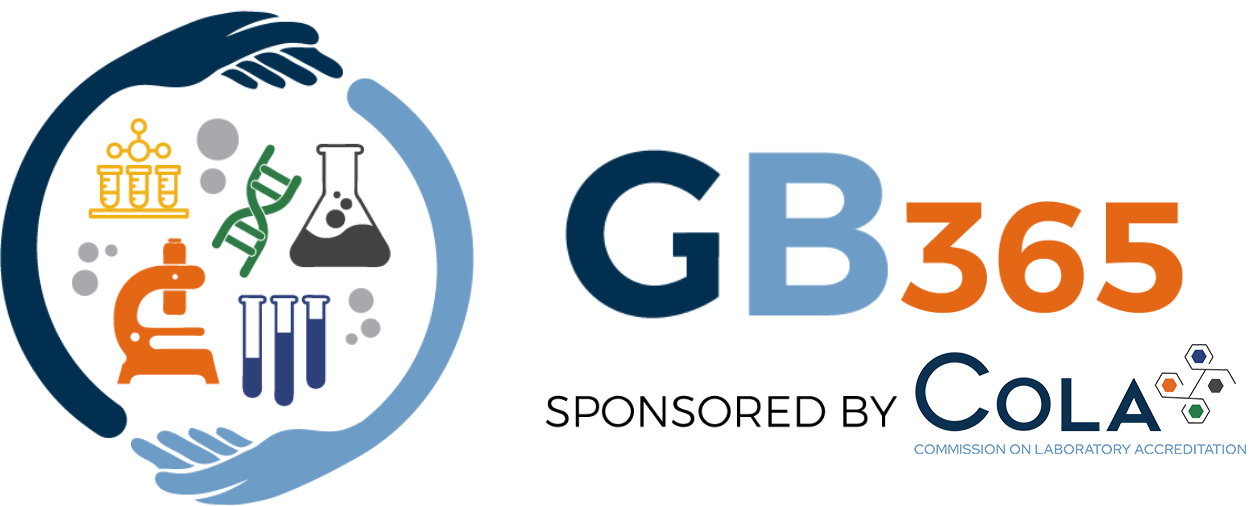 GB365
SPONSORED BY COLA
COMMISSION ON LABORATORY ACCREDITATION